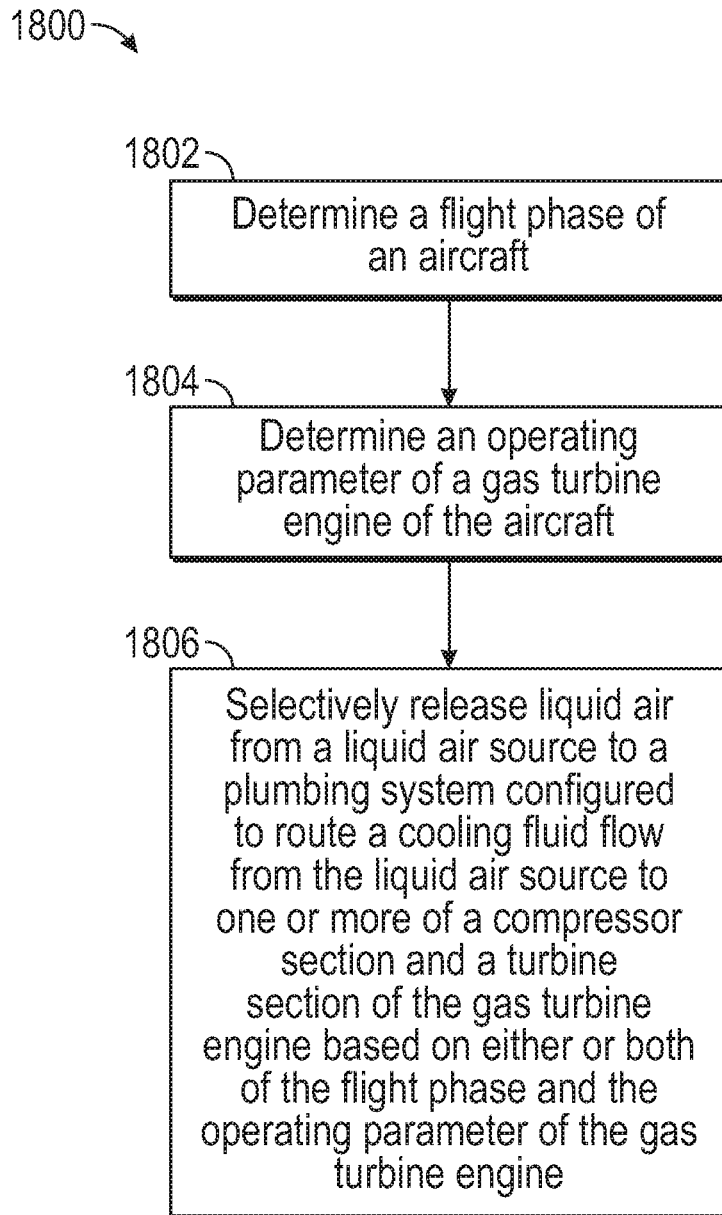 1800
1802
Determine a flight phase of
an aircraft
1804
Determine an operating
parameter of a gas turbine
engine of the aircraft
1806
Selectively release liquid air
from a liquid air source to a
plumbing system configured
to route a cooling fluid flow
from the liquid air source to
one or more of a compressor
section and a turbine
section of the gas turbine
engine based on either or both
of the flight phase and the
operating parameter of the gas
turbine engine